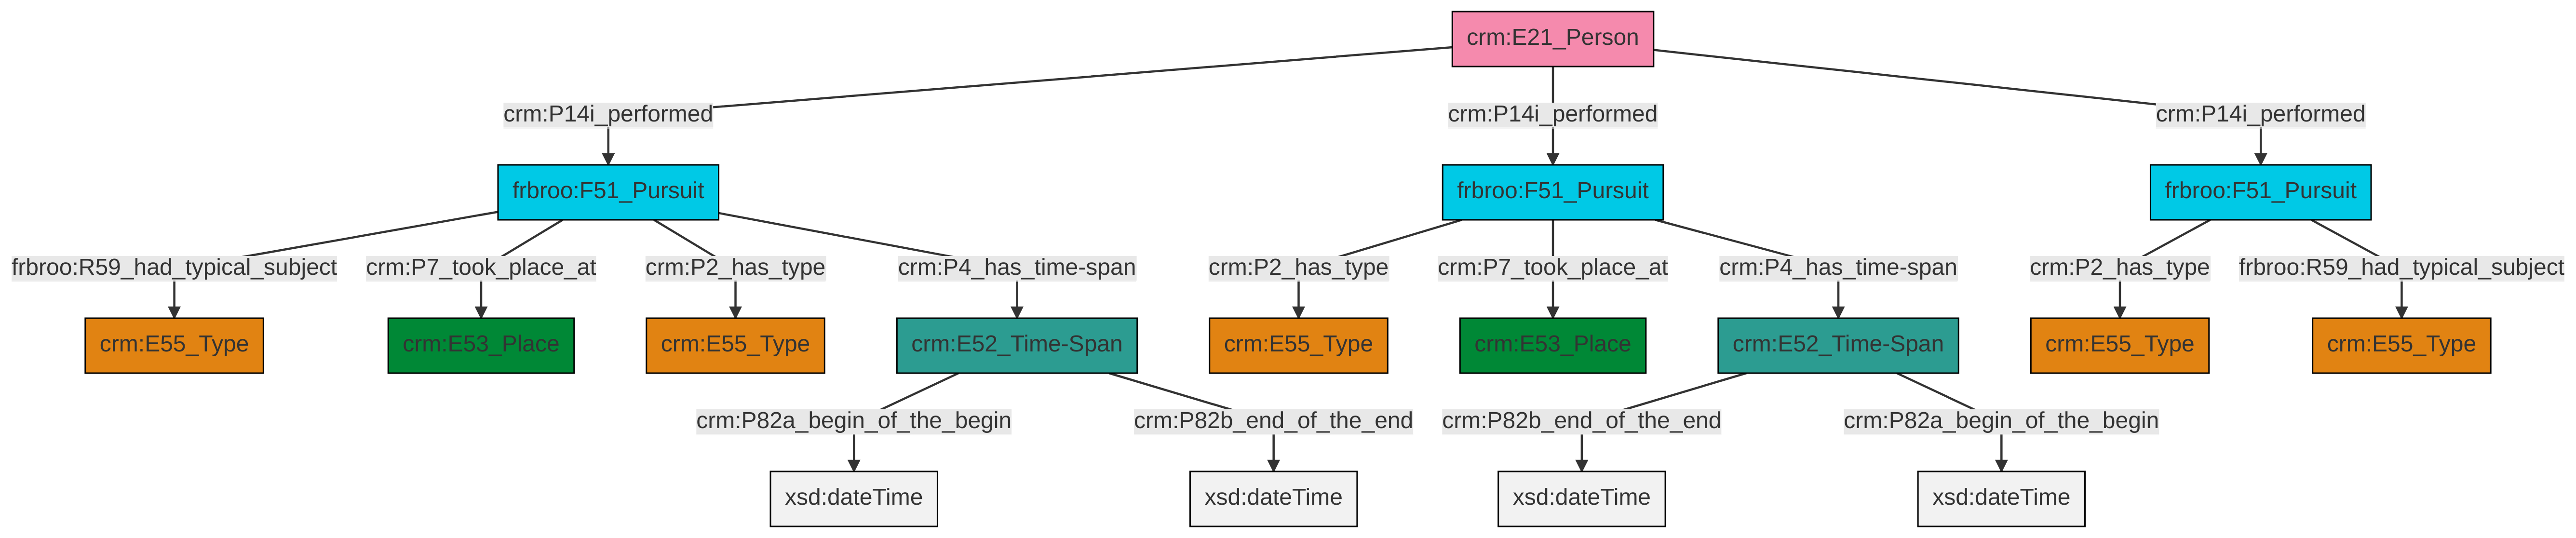 crm:E21_Person
crm:P14i_performed
crm:P14i_performed
crm:P14i_performed
frbroo:F51_Pursuit
frbroo:F51_Pursuit
frbroo:F51_Pursuit
frbroo:R59_had_typical_subject
crm:P7_took_place_at
crm:P2_has_type
crm:P4_has_time-span
crm:P2_has_type
crm:P7_took_place_at
crm:P4_has_time-span
crm:P2_has_type
frbroo:R59_had_typical_subject
crm:E55_Type
crm:E53_Place
crm:E55_Type
crm:E52_Time-Span
crm:E55_Type
crm:E53_Place
crm:E52_Time-Span
crm:E55_Type
crm:E55_Type
crm:P82a_begin_of_the_begin
crm:P82b_end_of_the_end
crm:P82b_end_of_the_end
crm:P82a_begin_of_the_begin
xsd:dateTime
xsd:dateTime
xsd:dateTime
xsd:dateTime